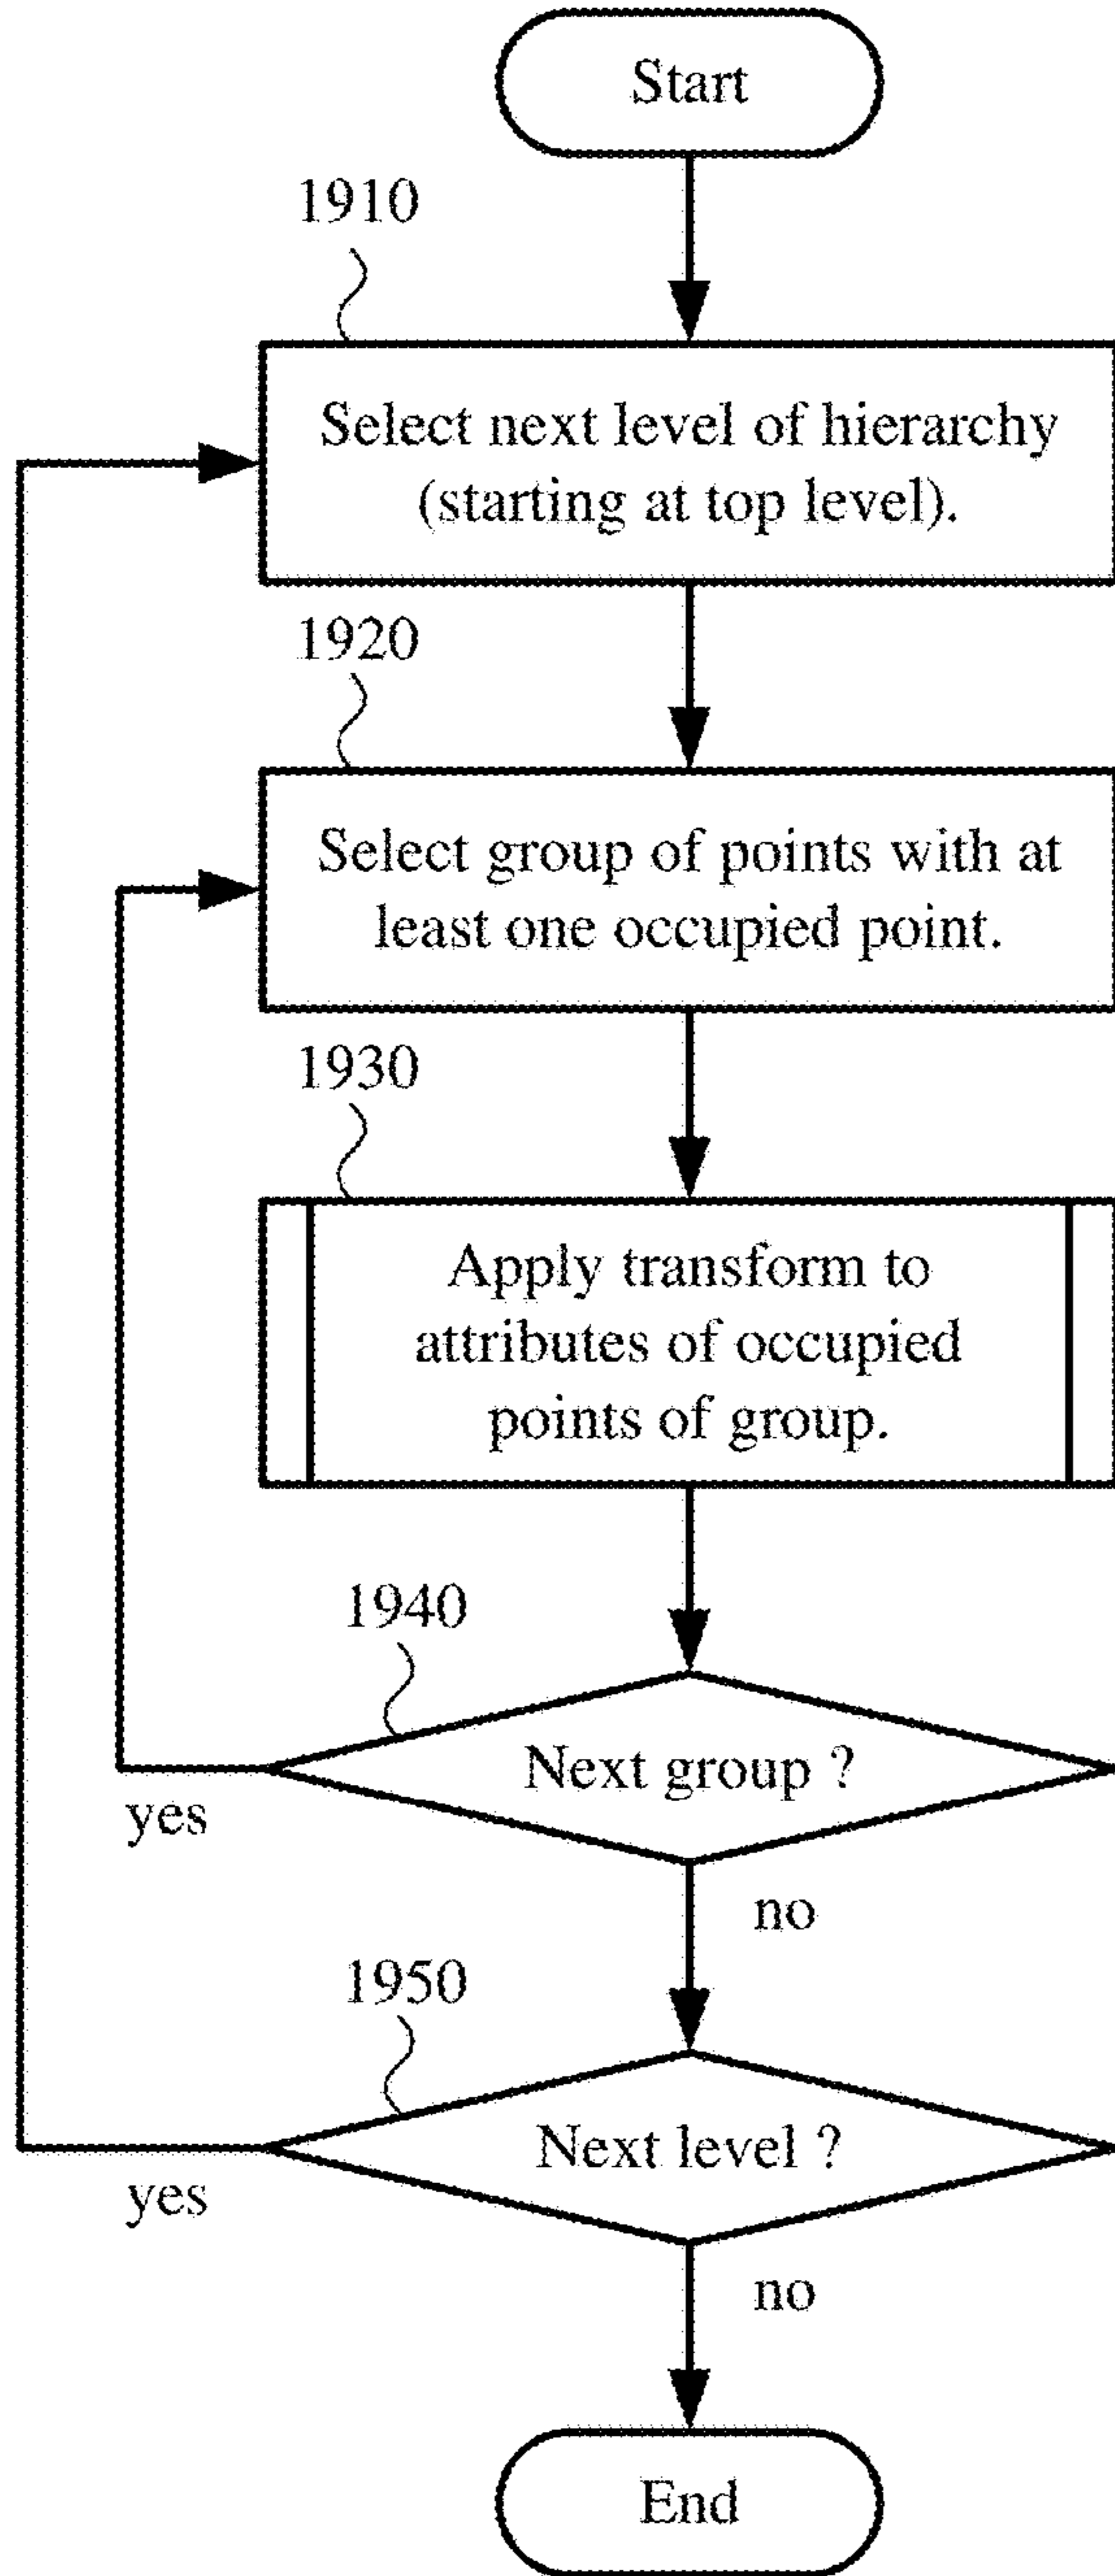 Start
1910
Select next level of hierarchy
(starting at top level).
1920
Select group of points with at
least one occupied point.
1930
Apply transform to
attributes of occupied
points of group.
1940
Next group ?
yes
no
1950
Next level ?
yes
no
End